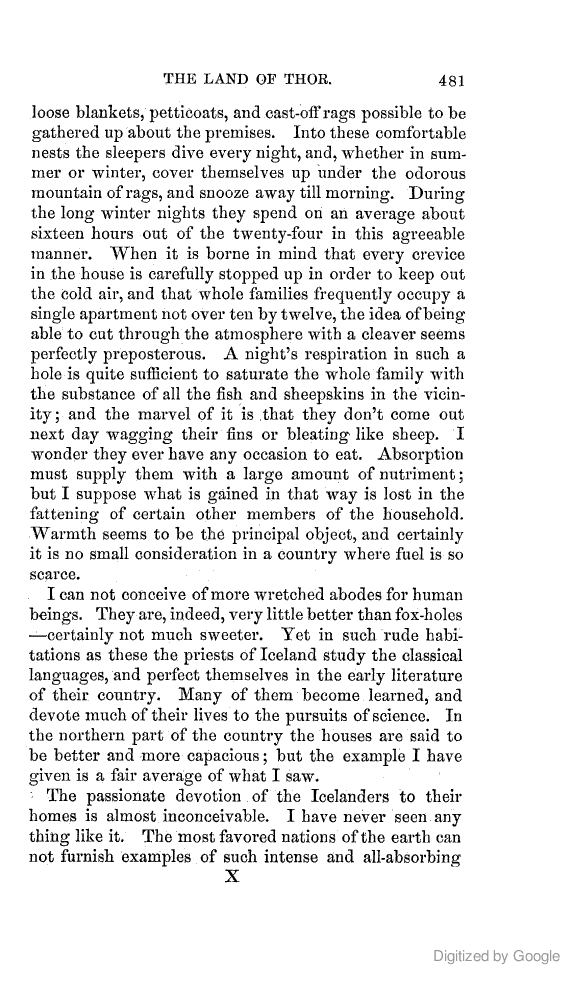 THE LAND OF THOR. 481
loose blankets, petticoats, and cast-off rags possible to be
gathered up about the premises. Into these comfortable
nests the sleepers dive every night, and, whether in sum-
mer or winter, cover themselves up under the odorous
mountain of rags, and snooze away till morning. During
the long winter nights they spend on an average about
sixteen hours out of the twenty-four in this agreeable
manner. When it is borne in mind that every crevice
in the house is carefully stopped up in order to keep out
the cold air, and that whole families frequently occupy a
single apartment not over ten by twelve, the idea of being
able to cut through the atmosphere with a cleaver seems
perfectly preposterous. A night's respiration in such a
hole is quite sufficient to saturate the whole family with
the substance of all the fish and sheepskins in the vicin-
ity; and the marvel of it is that they don't come out
next day wagging their fins or bleating like sheep. I
wonder they ever have any occasion to eat. Absorption
must supply them with a large amount of nutriment;
but I suppose what is gained in that way is lost in the
fattening of certain other members of the household.
Warmth seems to be the principal object, and certainly
it is no small consideration in a country where fuel is so
scarce.
I can not conceive of more wretched abodes for human
beings. They are, indeed, very little better than fox-holes
—certainly not much sweeter. Yet in such rude habi-
tations as these the priests of Iceland study the classical
languages, and perfect themselves in the early literature
of their country. Many of them become learned, and
devote much of their lives to the pursuits of science. In
the northern part of the country the houses are said to
be better and more capacious; but the example I have
given is a fair average of what I saw.
The passionate devotion of the Icelanders to their
homes is almost inconceivable. I have never seen any
thing like it. The most favored nations of the earth can
not furnish examples of such intense and all-absorbing
X
Digitized by Google